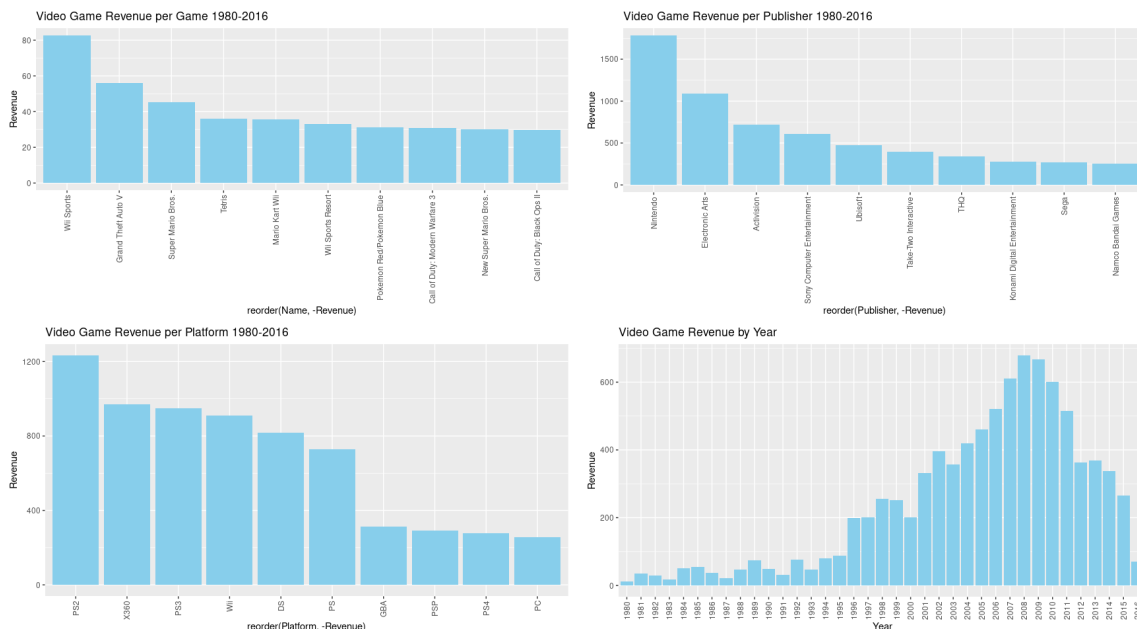 Video Game Revenue per Game 1980-2016
80
60
40
20
0
Revenue
Wii Sports
Grand Theft Auto V
Super Mario Bros.
Tetris
Mario Kart Wii
Wii Sports Resort
Pokemon Red/Pokemon Blue
Call of Duty: Modern Warfare 3
New Super Mario Bros.
Call of Duty: Black Ops II
reorder(Name, -Revenue)
Video Game Revenue per Publisher 1980-2016
1500
1000
500
0
Revenue
Nintendo
Electronic Arts
Activision
Sony Computer Entertainment
Ubisoft
Take-Two Interactive
THQ
Konami Digital Entertainment
Sega
Namco Bandai Games
reorder(Publisher, -Revenue)
Video Game Revenue per Platform 1980-2016
1200
800
400
0
Revenue
PS2
X360
PS3
Wii
DS
PS
GBA
PSP
PS4
PC
reorder(Platform, -Revenue)
Video Game Revenue by Year
600
400
200
0
Revenue
1980
1981
1982
1983
1984
1985
1986
1987
1988
1989
1990
1991
1992
1993
1994
1995
1996
1997
1998
1999
2000
2001
2002
2003
2004
2005
2006
2007
2008
2009
2010
2011
2012
2013
2014
2015
Year